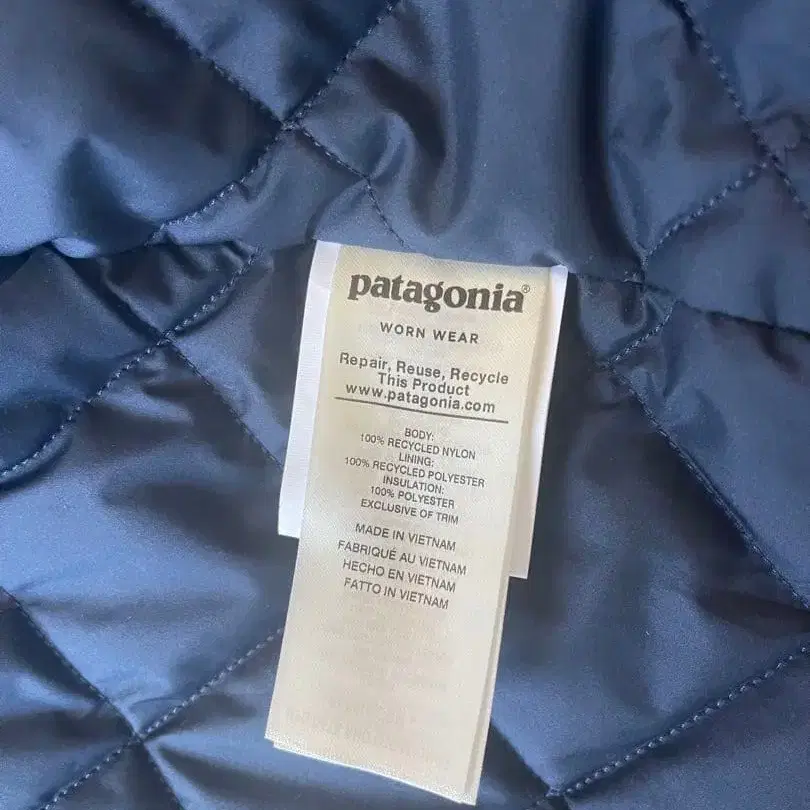 patagonia®
WORN WEAR
Repair, Reuse, Recycle
This Product
www.patagonia.com
BODY:
100% RECYCLED NYLON
LINING:
100% RECYCLED POLYESTER
INSULATION:
100% POLYESTER
EXCLUSIVE OF TRIM
MADE IN VIETNAM
FABRIQUÉ AU VIETNAM
HECHO EN VIETNAM
FATTO IN VIETNAM